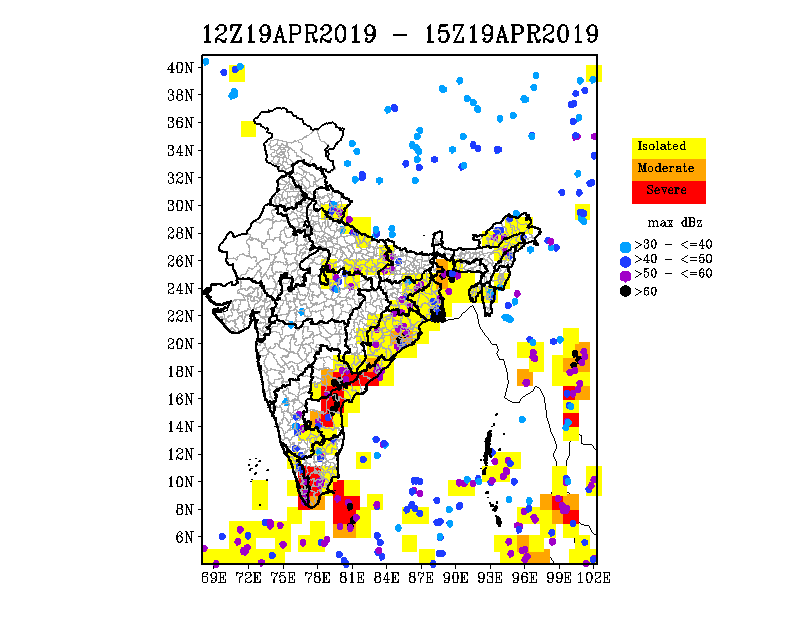 12Z19APR2019 - 15Z19APR2019
40N
38N
36N
34N
32N
30N
28N
26N
24N
22N
20N
18N
16N
14N
12N
10N
8N
6N
69E 72E 75E 78E 81E 84E 87E 90E 93E 96E 99E 102E
Isolated
Moderate
Severe
max dBz
>30 - <=40
>40 - <=50
>50 - <=60
>60